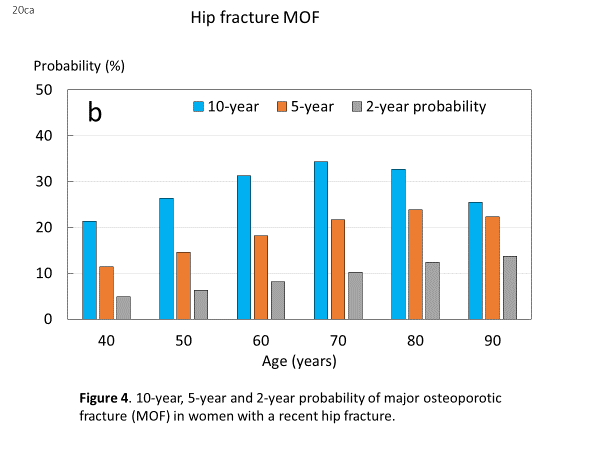 20ca
Hip fracture MOF
Probability (%)
50
b
10-year 5-year 2-year probability
40
30
20
10
0
40 50 60 70 80 90
Age (years)
Figure 4. 10-year, 5-year and 2-year probability of major osteoporotic
fracture (MOF) in women with a recent hip fracture.